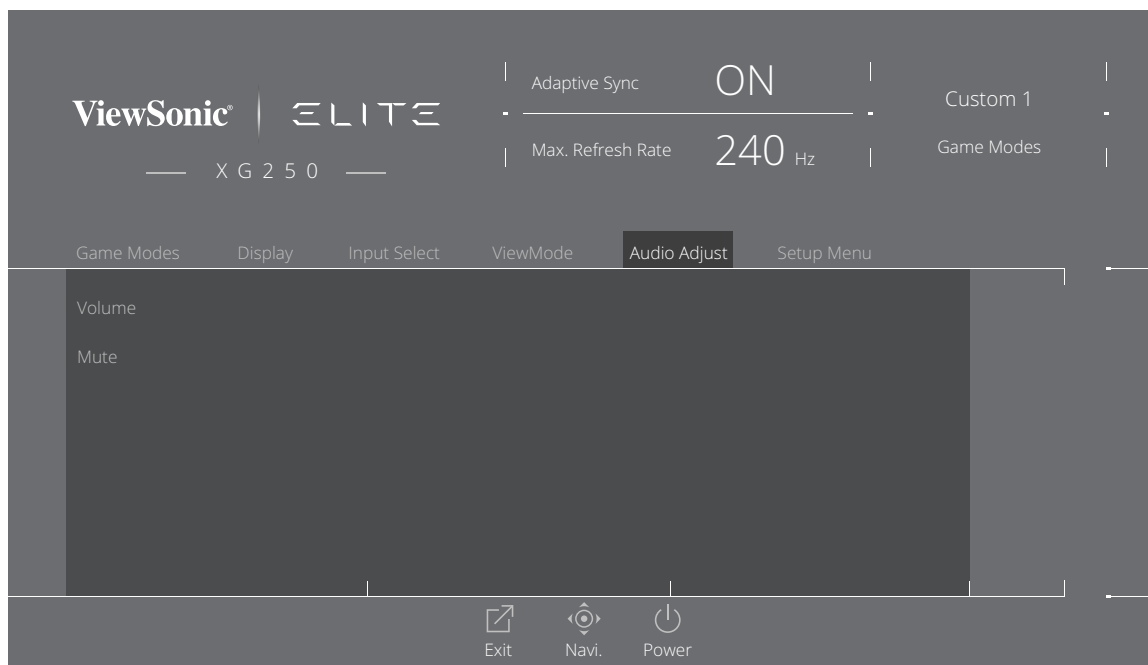 ViewSonic® ELITE
XG250
Adaptive Sync ON
Max. Refresh Rate 240 Hz
Custom 1
Game Modes
Game Modes Display Input Select ViewMode Audio Adjust Setup Menu
Volume
Mute
Exit Navi. Power